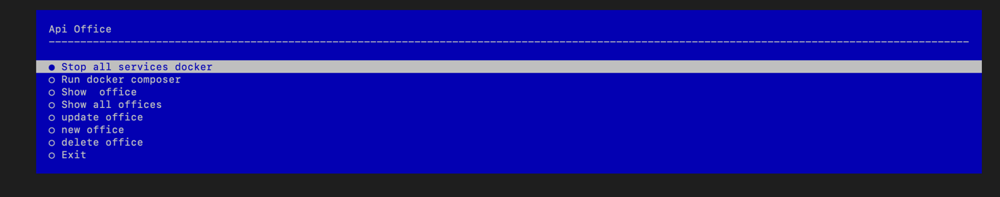 Api Office
Stop all services docker
Run docker composer
Show  office
Show all offices
update office
new office
delete office
Exit